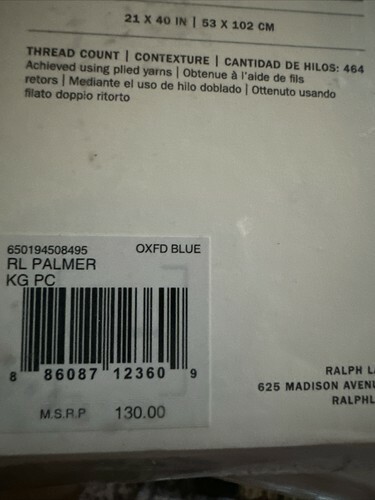 21 X 40 IN | 53 X 102 CM
THREAD COUNT | CONTEXTURE | CANTIDAD DE HILOS: 464
Achieved using plied yarns | Obtenue à l'aide de fils
retors | Mediante el uso de hilo doblado | Ottenuto usando
filato doppio ritorto
650194508495 OXFD BLUE
RL PALMER
KG PC
8 86087 12360 9
M.S.R.P 130.00
RALPH
625 MADISON